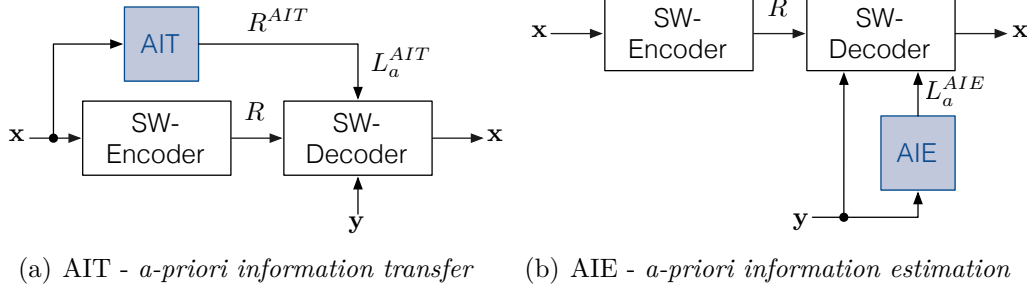 AIT
R^{AIT}
L_a^{AIT}
x
SW-
Encoder
R
SW-
Decoder
x
y
(a) AIT - a-priori information transfer
x
SW-
Encoder
R
SW-
Decoder
x
L_a^{AIE}
AIE
y
(b) AIE - a-priori information estimation